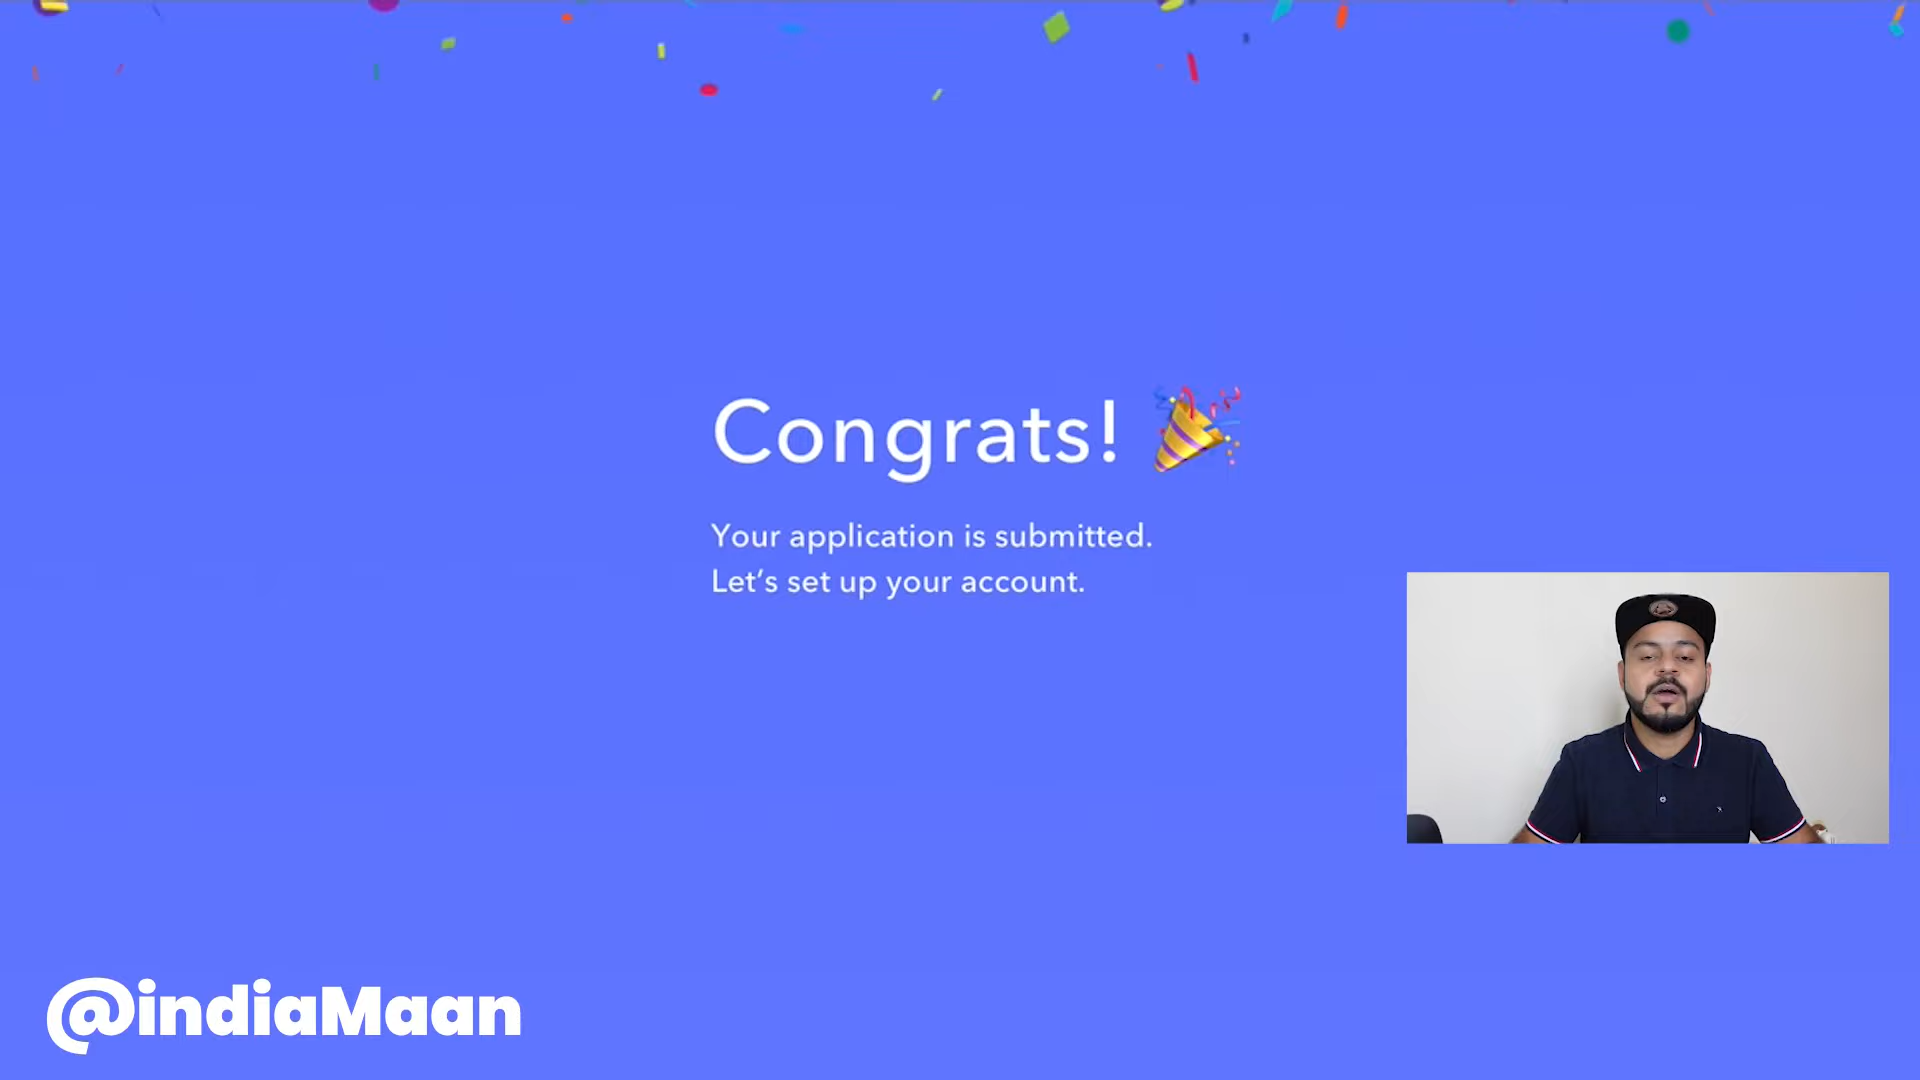 Congrats!
Your application is submitted.
Let’s set up your account.
@indiaMaan